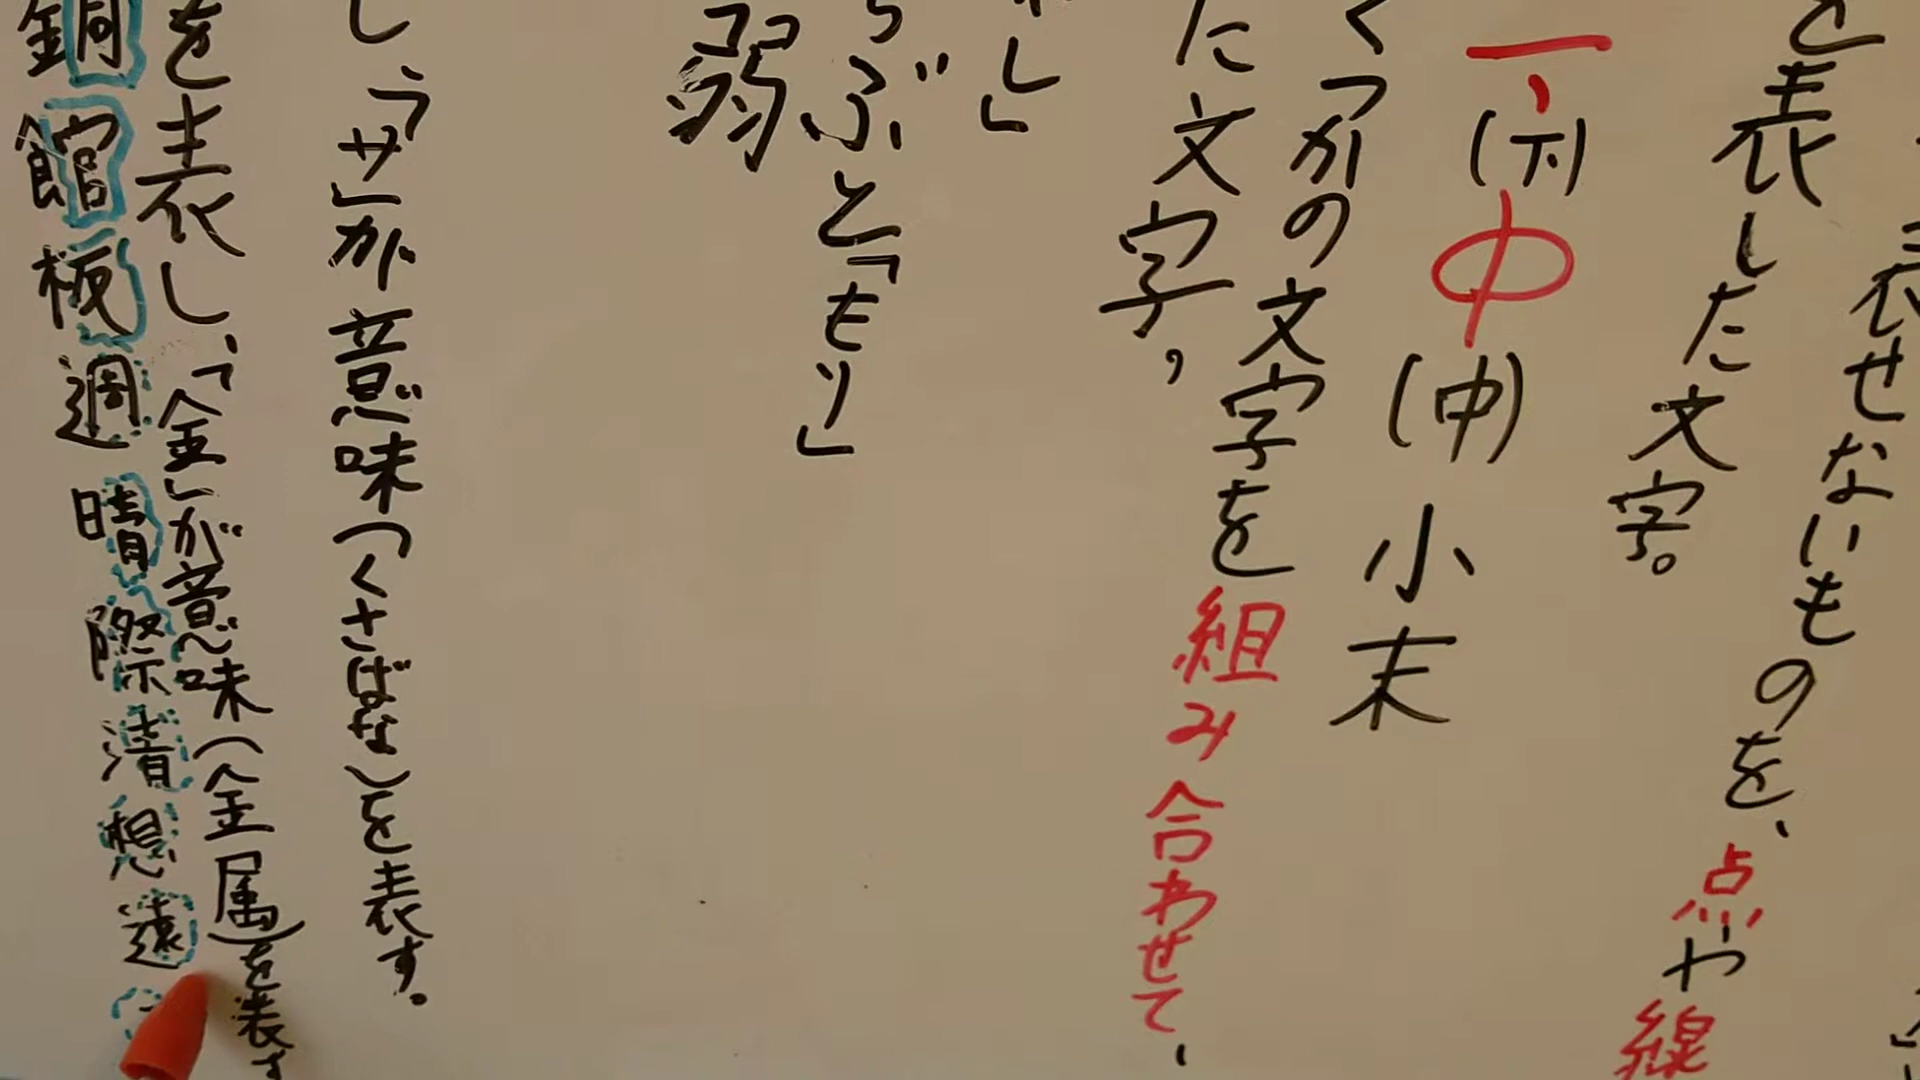 表せないものを、
と表した文字。
点や線
一、(下)中(中)小末
くつかの文字を組み合わせて、
た文字,
し」
ぶと「もり」
弱
し、「サ」が意味(くさばな)を表す。
を表し、「金」が意味(金属)を表す
銅館板週晴際清想遠